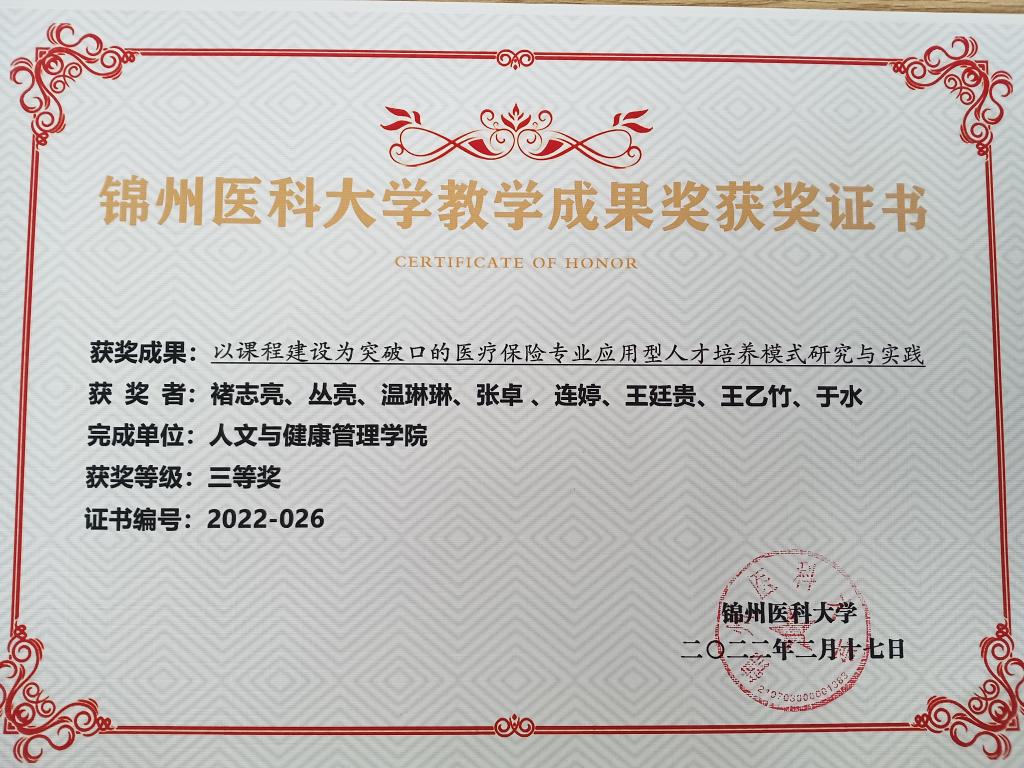 锦州医科大学教学成果奖获奖证书
CERTIFICATE OF HONOR
获奖成果：以课程建设为突破口的医疗保险专业应用型人才培养模式研究与实践
获 奖 者：褚志亮、丛亮、温琳琳、张卓、连婷、王廷贵、王乙竹、于水
完成单位：人文与健康管理学院
获奖等级：三等奖
证书编号：2022-026
锦州医科大学
二〇二二年二月十七日